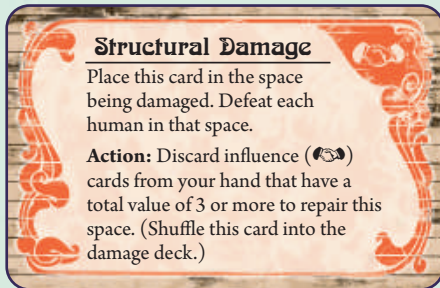 Structural Damage
Place this card in the space
being damaged. Defeat each
human in that space.
Action: Discard influence ( )
cards from your hand that have a
total value of 3 or more to repair this
space. (Shuffle this card into the
damage deck.)